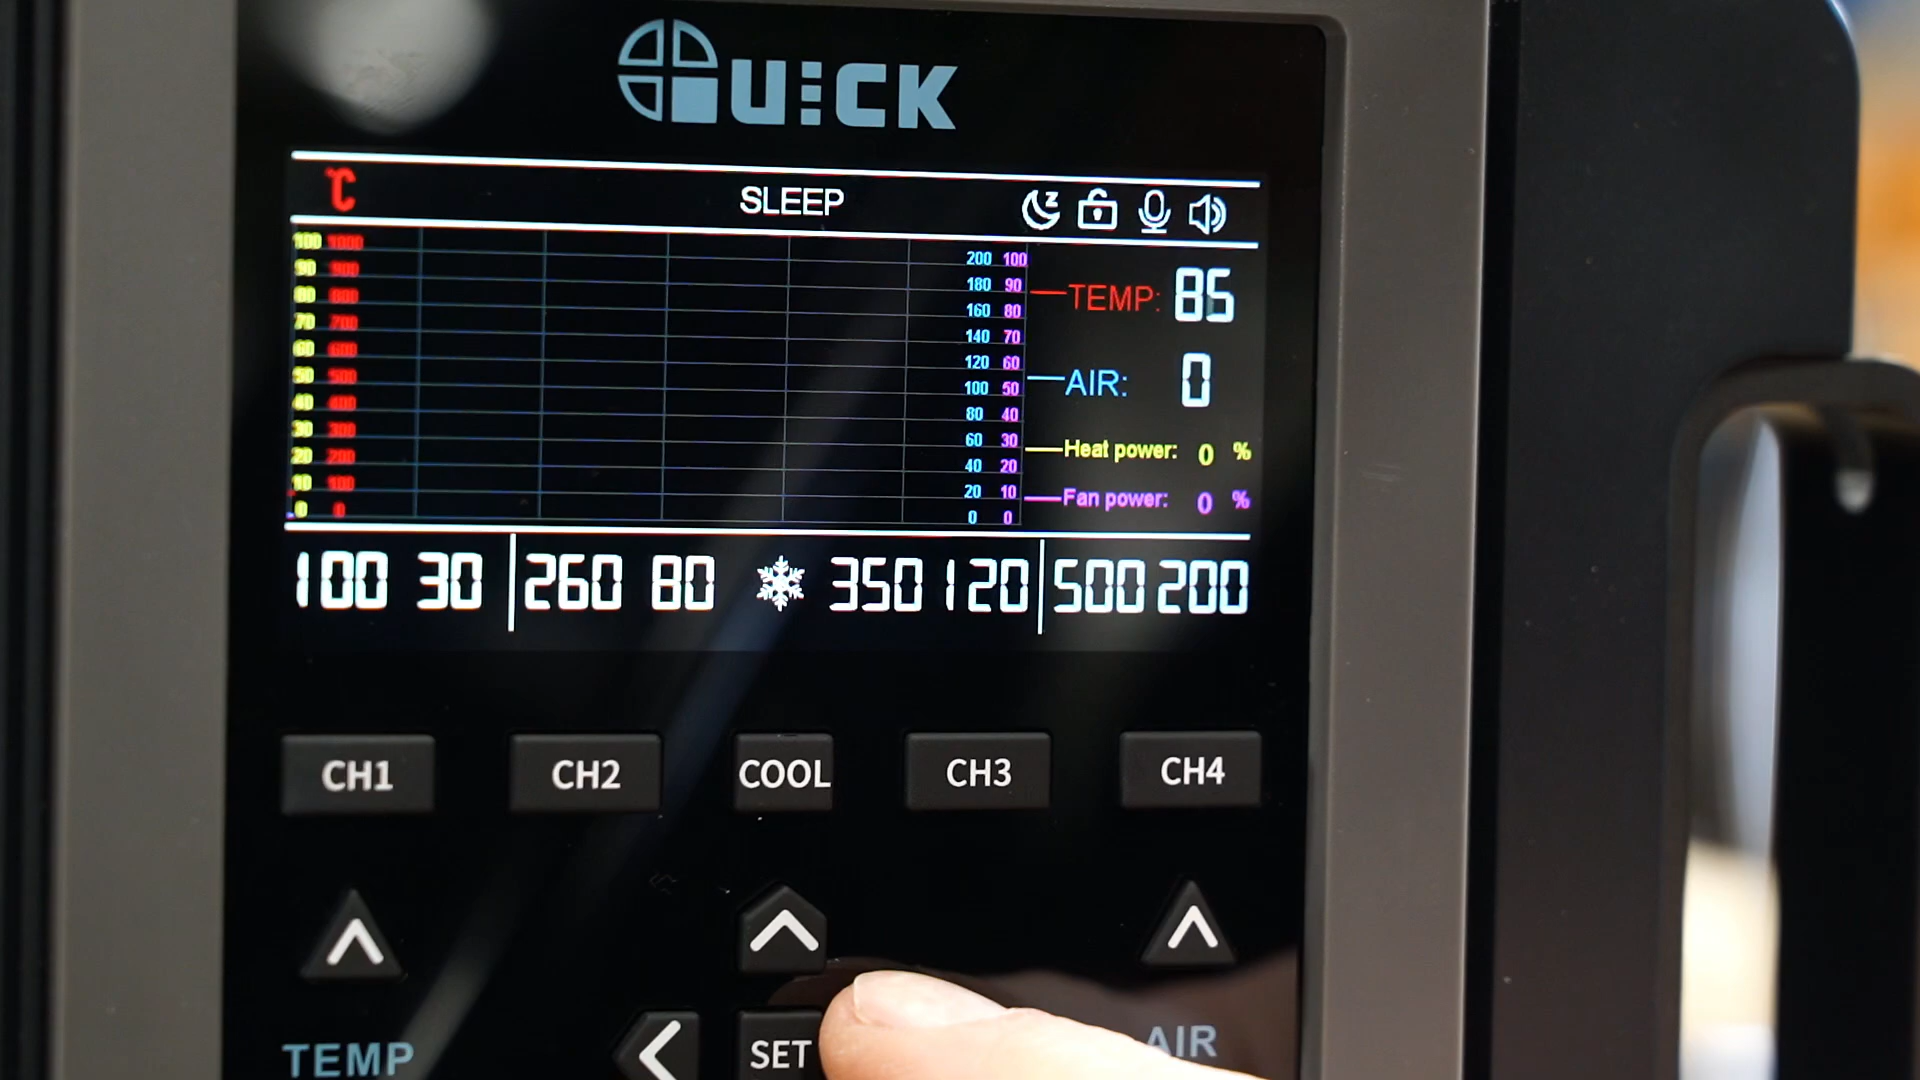 QUICK
℃ SLEEP
100 1000 200 100
90 900 180 90
80 800 160 80
70 700 140 70
60 600 120 60
50 500 100 50
40 400 80 40
30 300 60 30
20 200 40 20
10 100 20 10
0 0 0 0
TEMP: 85
AIR: 0
Heat power: 0 %
Fan power: 0 %
100 30 260 80 350 120 500 200
CH1 CH2 COOL CH3 CH4
TEMP SET AIR